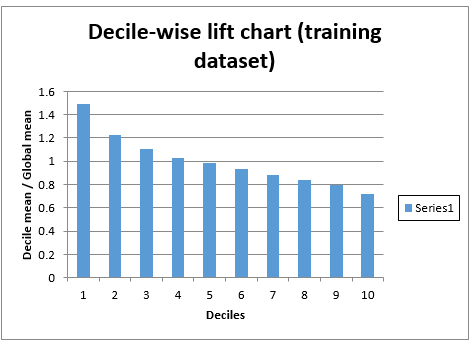 Decile-wise lift chart (training
dataset)
Decile mean / Global mean
1.6
1.4
1.2
1
0.8
0.6
0.4
0.2
0
1 2 3 4 5 6 7 8 9 10
Deciles
Series1